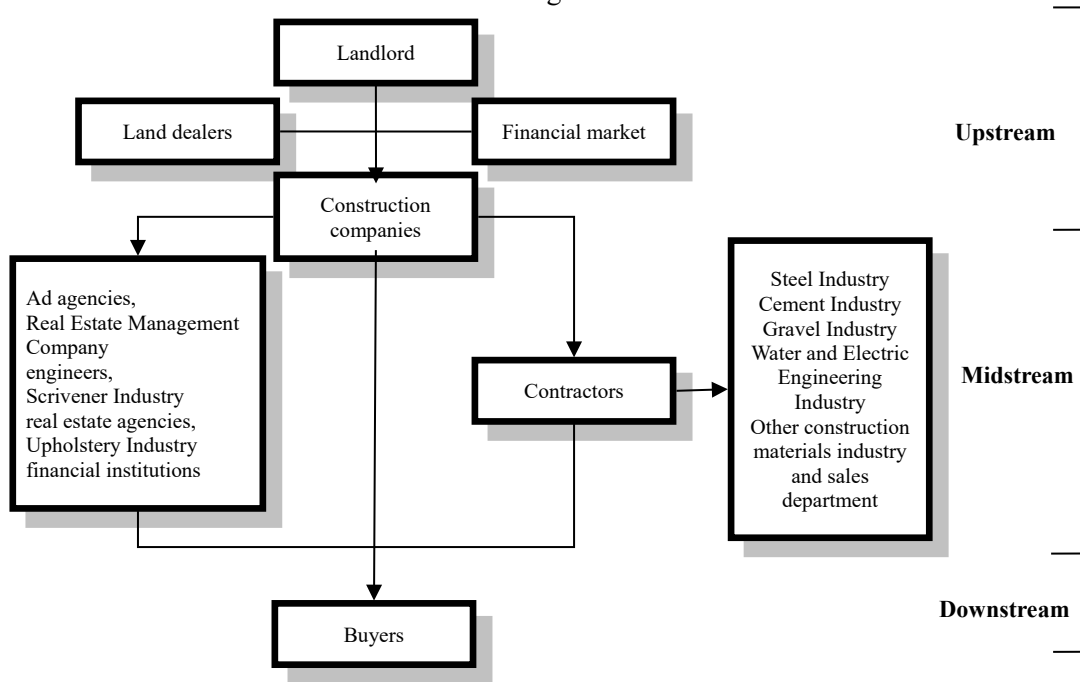 Landlord
Land dealers
Financial market
Upstream
Construction
companies
Ad agencies,
Real Estate Management
Company
engineers,
Scrivener Industry
real estate agencies,
Upholstery Industry
financial institutions
Contractors
Steel Industry
Cement Industry
Gravel Industry
Water and Electric
Engineering
Industry
Other construction
materials industry
and sales
department
Midstream
Downstream
Buyers